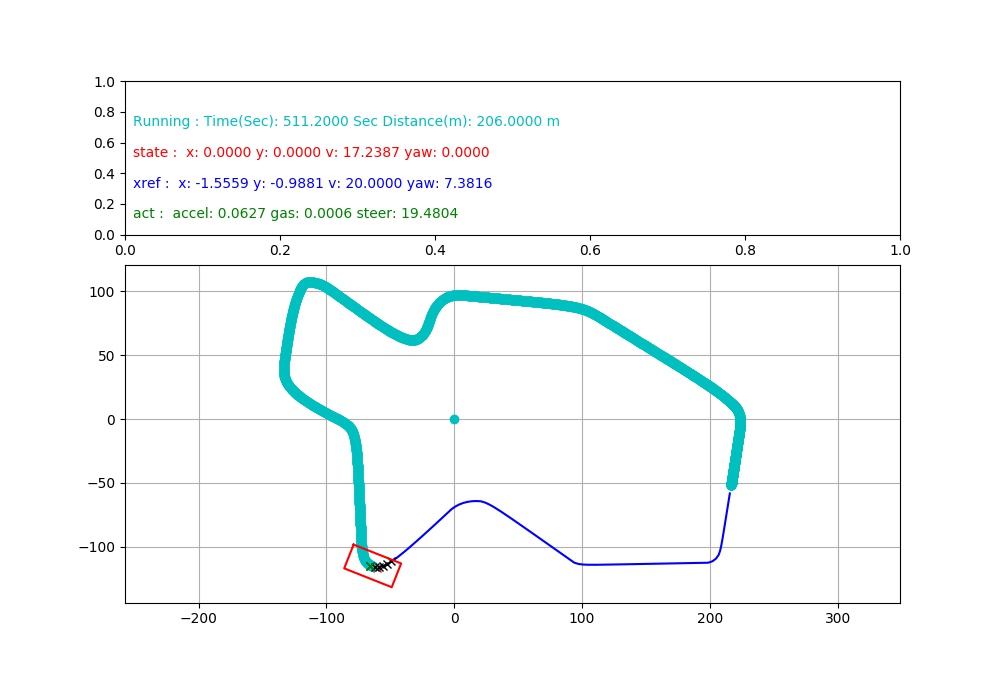 1.0
0.8
0.6
0.4
0.2
0.0
Running : Time(Sec): 511.2000 Sec Distance(m): 206.0000 m
state :  x: 0.0000 y: 0.0000 v: 17.2387 yaw: 0.0000
xref :  x: -1.5559 y: -0.9881 v: 20.0000 yaw: 7.3816
act :  accel: 0.0627 gas: 0.0006 steer: 19.4804
0.0 0.2 0.4 0.6 0.8 1.0
100
50
0
−50
−100
−200 −100 0 100 200 300